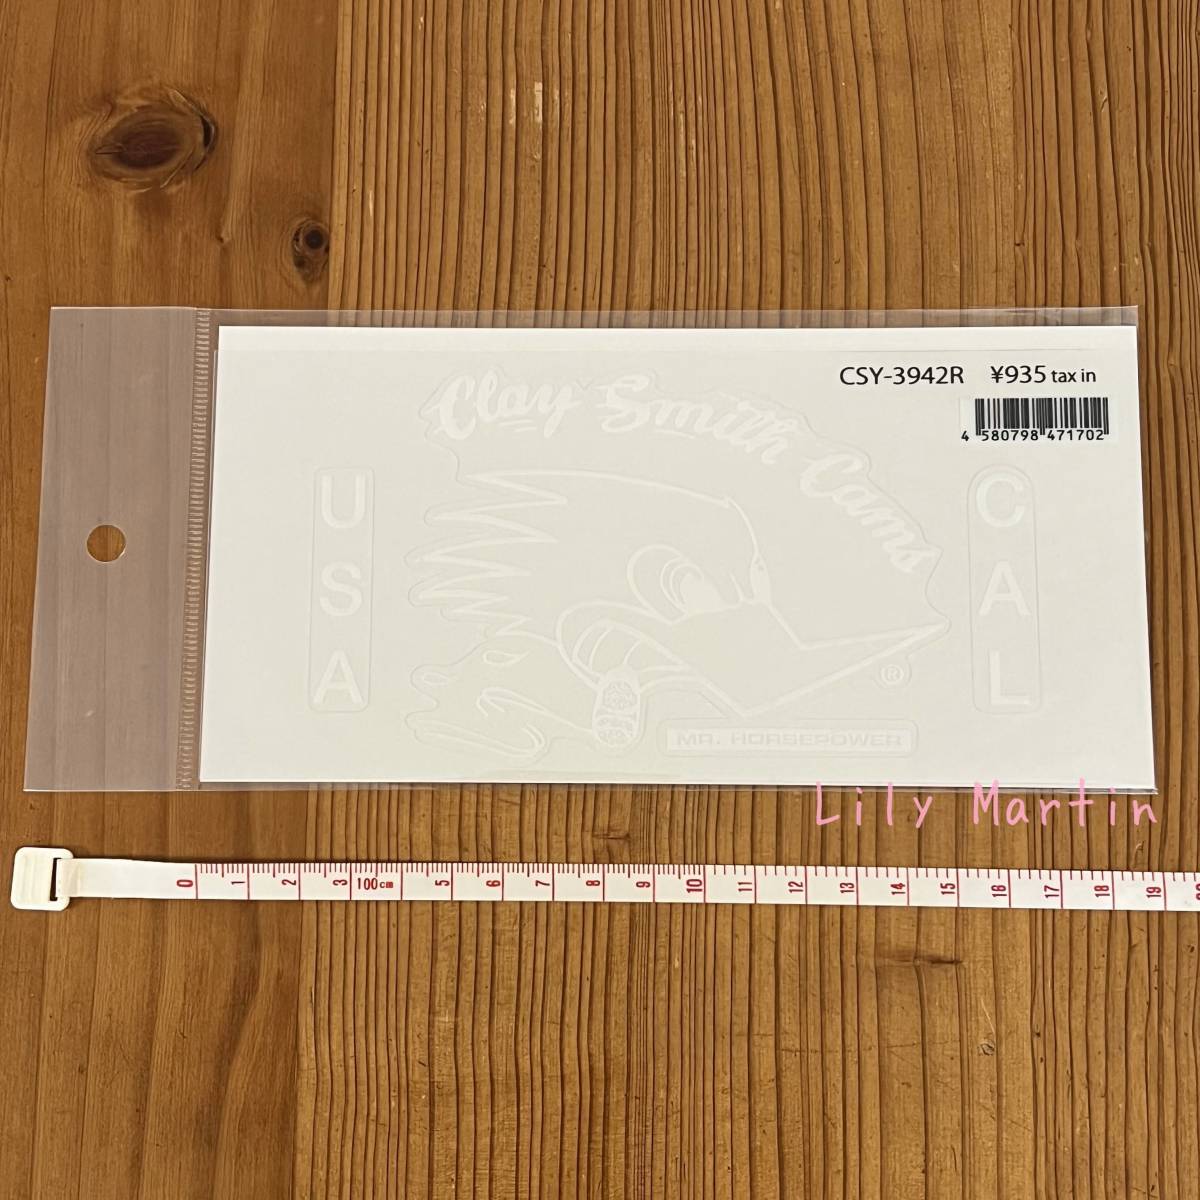 CSY-3942R ¥935 tax in
4 580798 471702
Clay Smith Cams
USA
CAL
®
MR. HORSEPOWER
Lily Martin
0 1 2 3 100cm 5 6 7 8 9 10 11 12 13 14 15 16 17 18 19